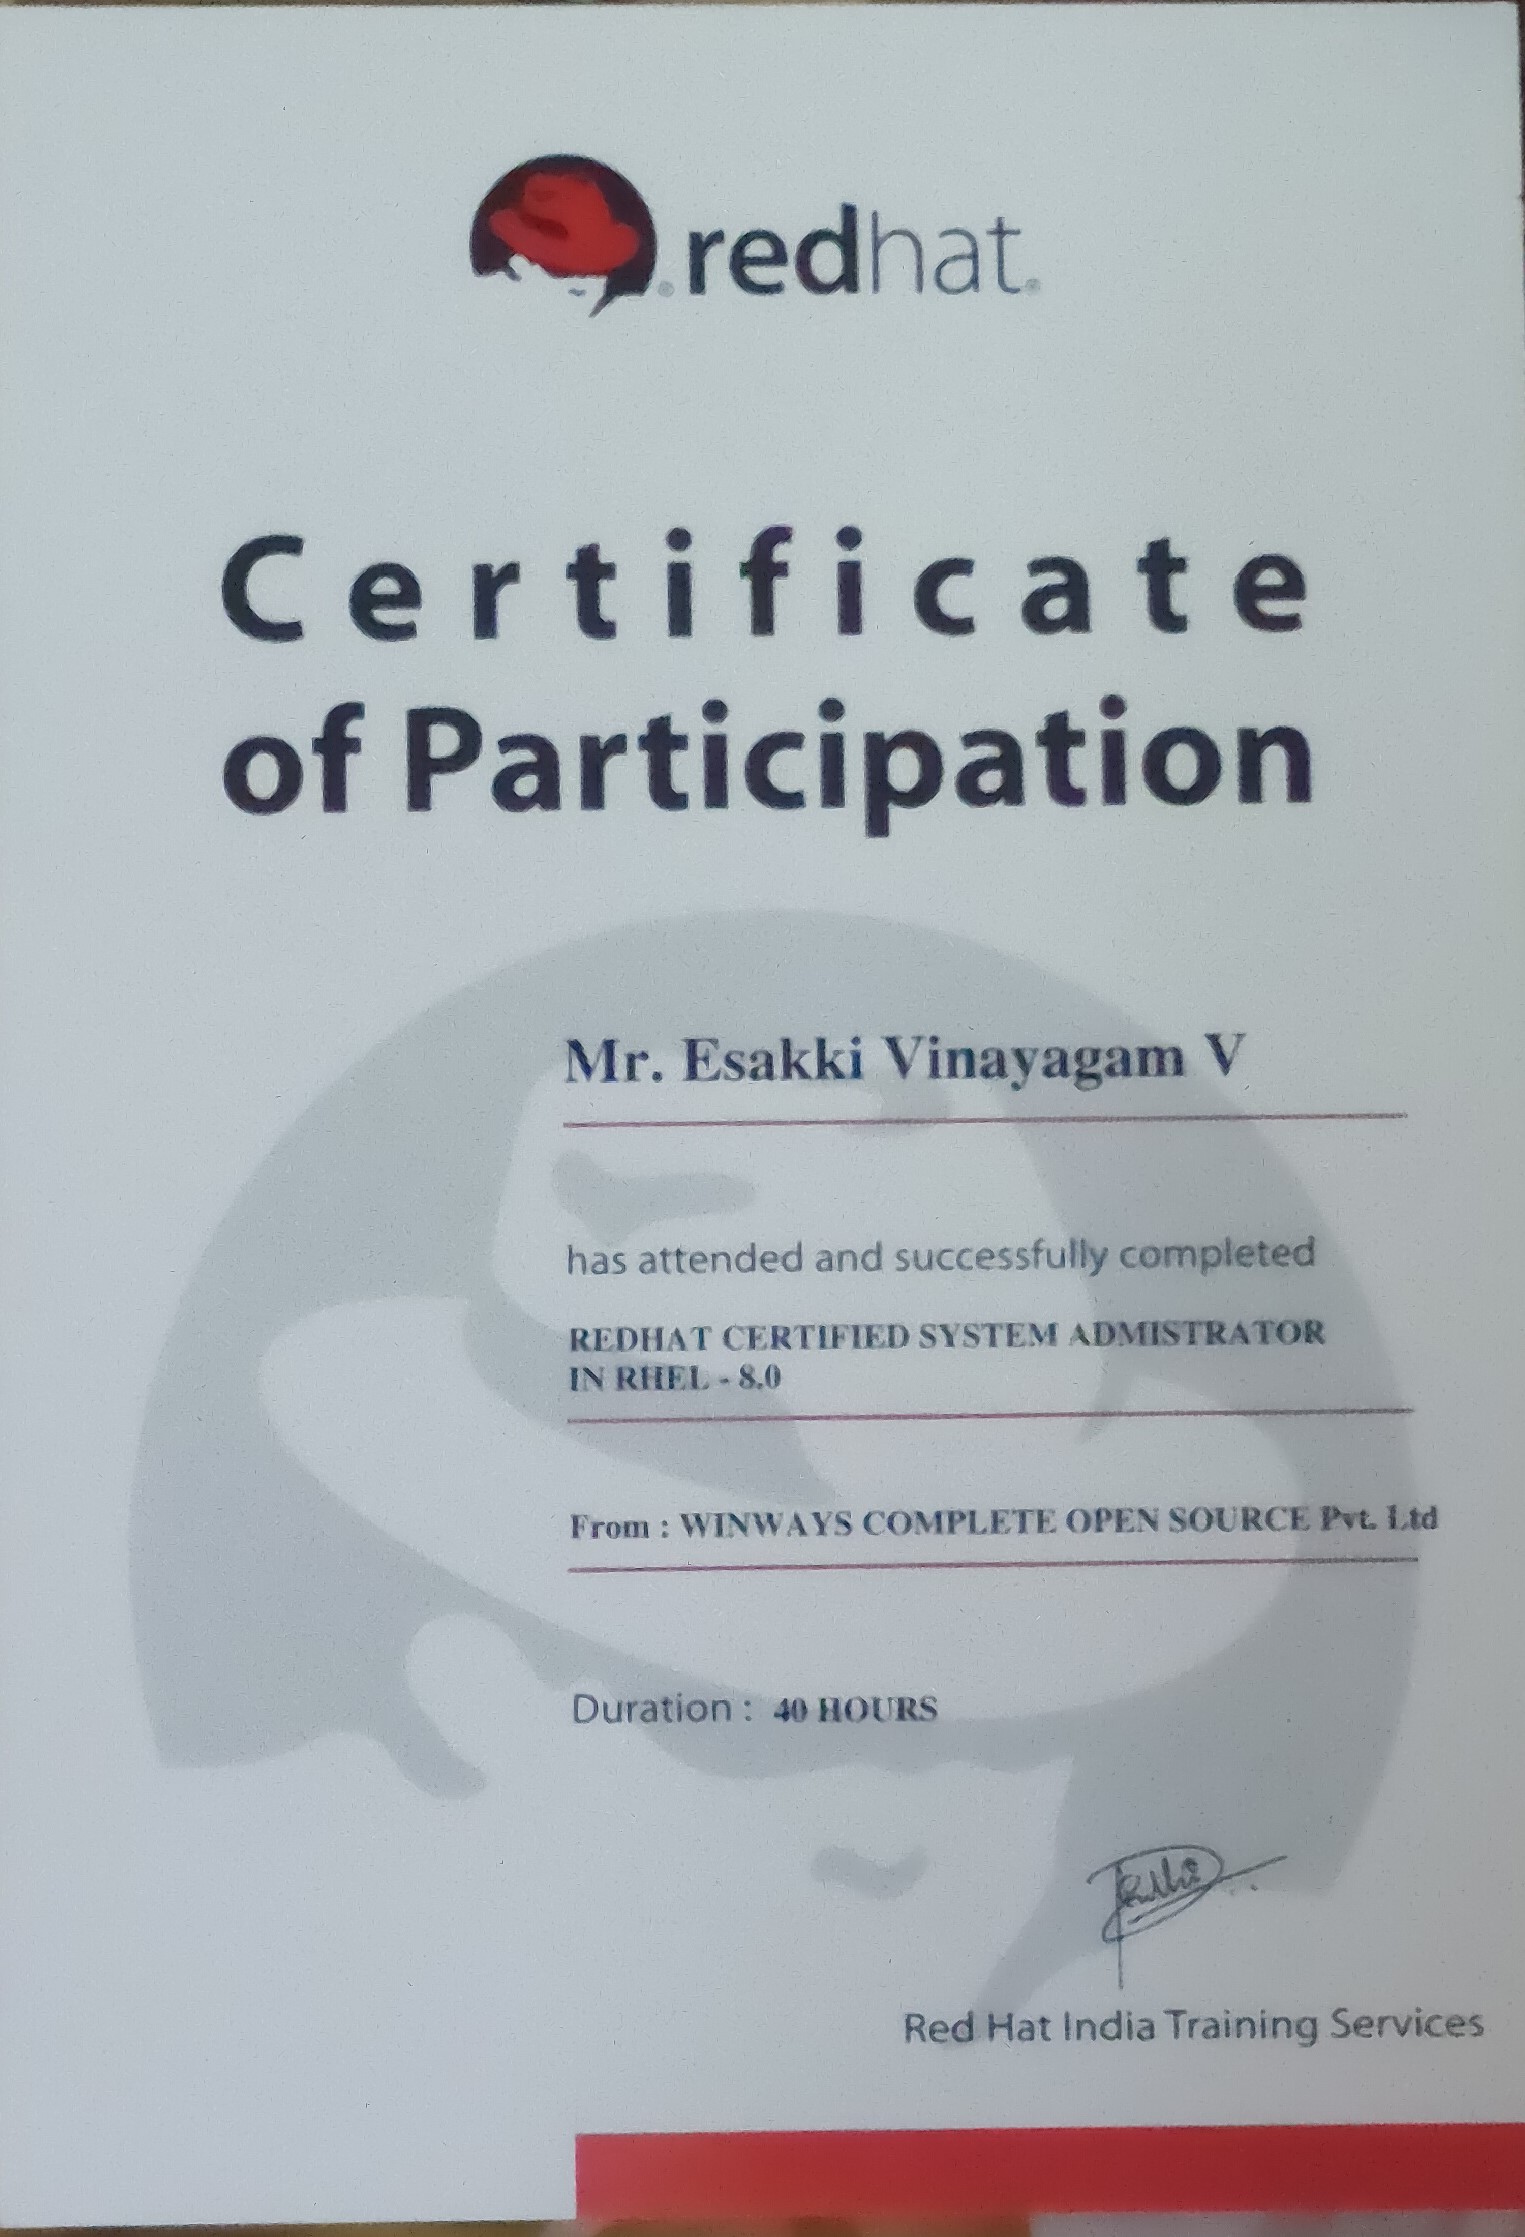 redhat.
Certificate
of Participation
Mr. Esakki Vinayagam V
has attended and successfully completed
REDHAT CERTIFIED SYSTEM ADMISTRATOR
IN RHEL - 8.0
From : WINWAYS COMPLETE OPEN SOURCE Pvt. Ltd
Duration : 40 HOURS
Red Hat India Training Services